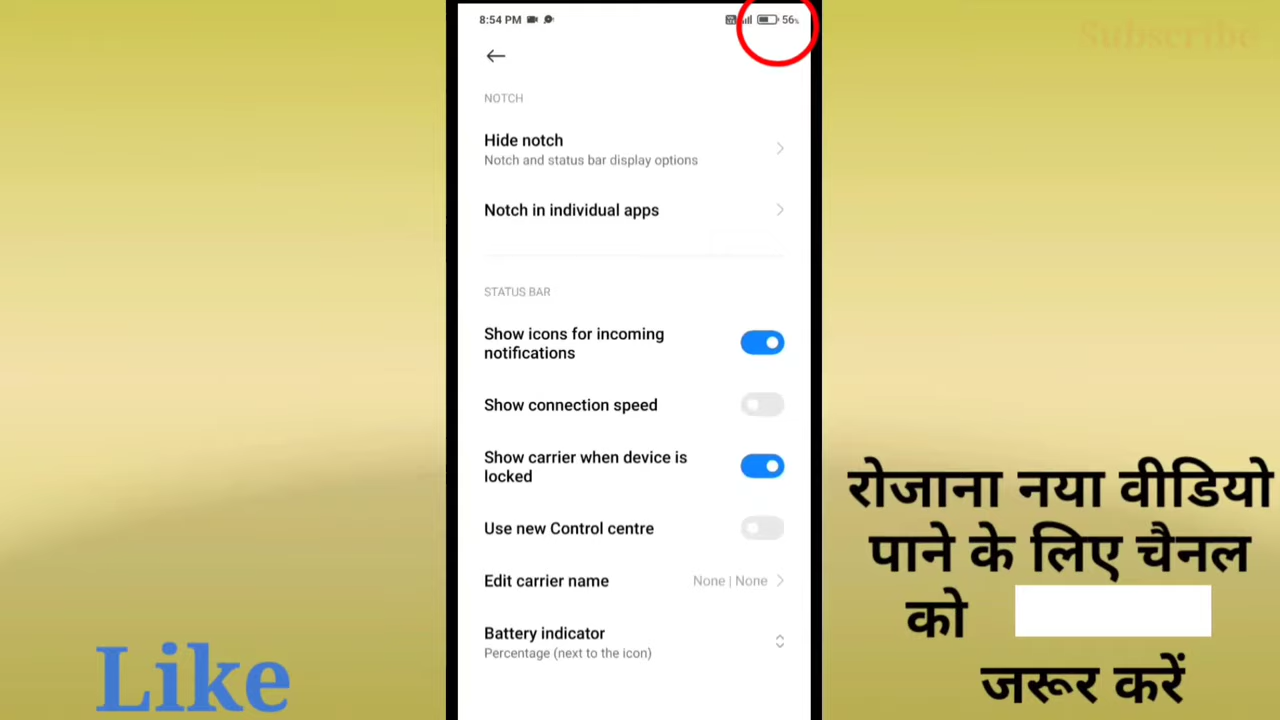 8:54 PM
56%
Subscribe
NOTCH
Hide notch
Notch and status bar display options
Notch in individual apps
STATUS BAR
Show icons for incoming
notifications
Show connection speed
Show carrier when device is
locked
Use new Control centre
Edit carrier name None | None
Battery indicator
Percentage (next to the icon)
रोजाना नया वीडियो
पाने के लिए चैनल
को
जरूर करें
Like